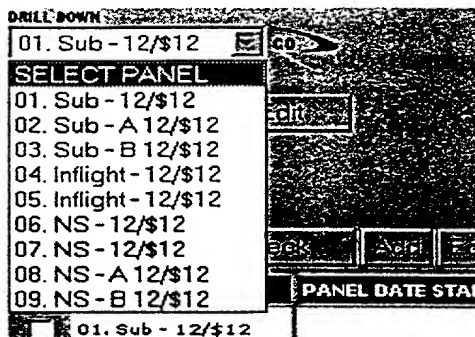 DRILL DOWN
01. Sub - 12/$12
GO
SELECT PANEL
01. Sub - 12/$12
02. Sub - A 12/$12
03. Sub - B 12/$12
04. Inflight - 12/$12
05. Inflight - 12/$12
06. NS - 12/$12
07. NS - 12/$12
08. NS - A 12/$12
09. NS - B 12/$12
Add
PANEL DATE STA
01. Sub - 12/$12